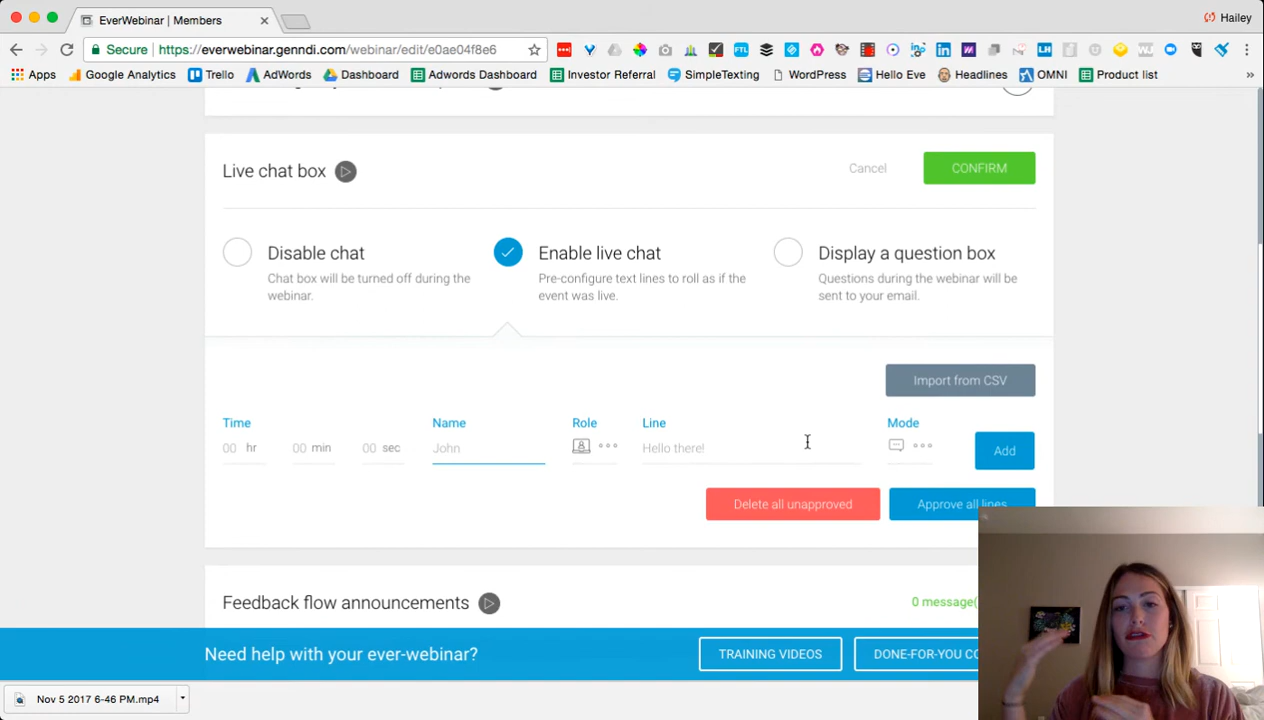 EverWebinar | Members
Hailey
Secure https://everwebinar.genndi.com/webinar/edit/e0ae04f8e6
Apps Google Analytics Trello AdWords Dashboard Adwords Dashboard Investor Referral SimpleTexting WordPress Hello Eve Headlines OMNI Product list »
Live chat box Cancel CONFIRM
Disable chat Enable live chat Display a question box
Chat box will be turned off during the Pre-configure text lines to roll as if the Questions during the webinar will be
webinar. event was live. sent to your email.
Import from CSV
Time Name Role Line Mode
00 hr 00 min 00 sec John Hello there! Add
Delete all unapproved Approve all lines
Feedback flow announcements 0 message(
Need help with your ever-webinar? TRAINING VIDEOS DONE-FOR-YOU CO
Nov 5 2017 6-46 PM.mp4